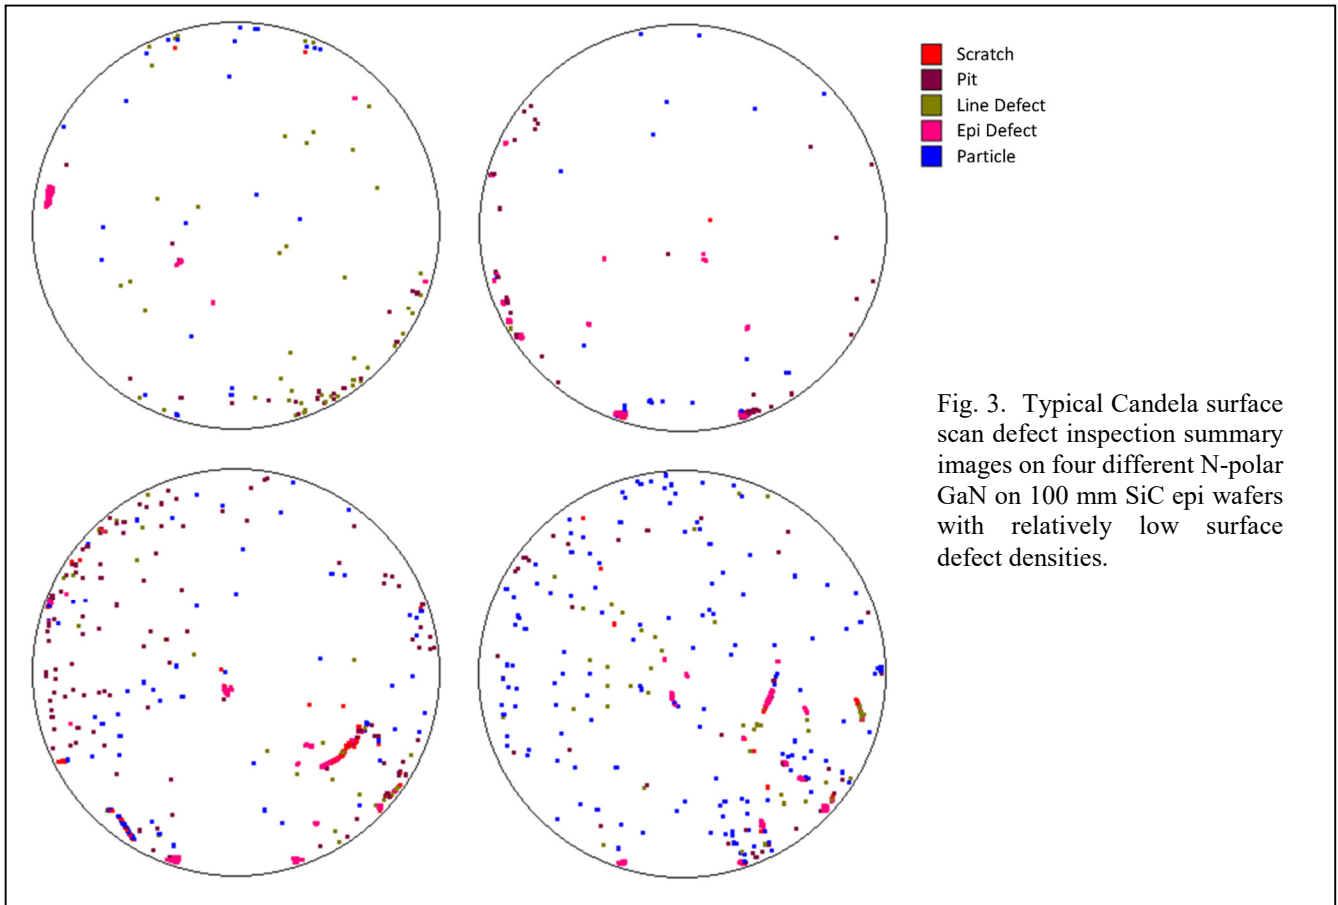 Scratch
Pit
Line Defect
Epi Defect
Particle
Fig. 3. Typical Candela surface
scan defect inspection summary
images on four different N-polar
GaN on 100 mm SiC epi wafers
with relatively low surface
defect densities.